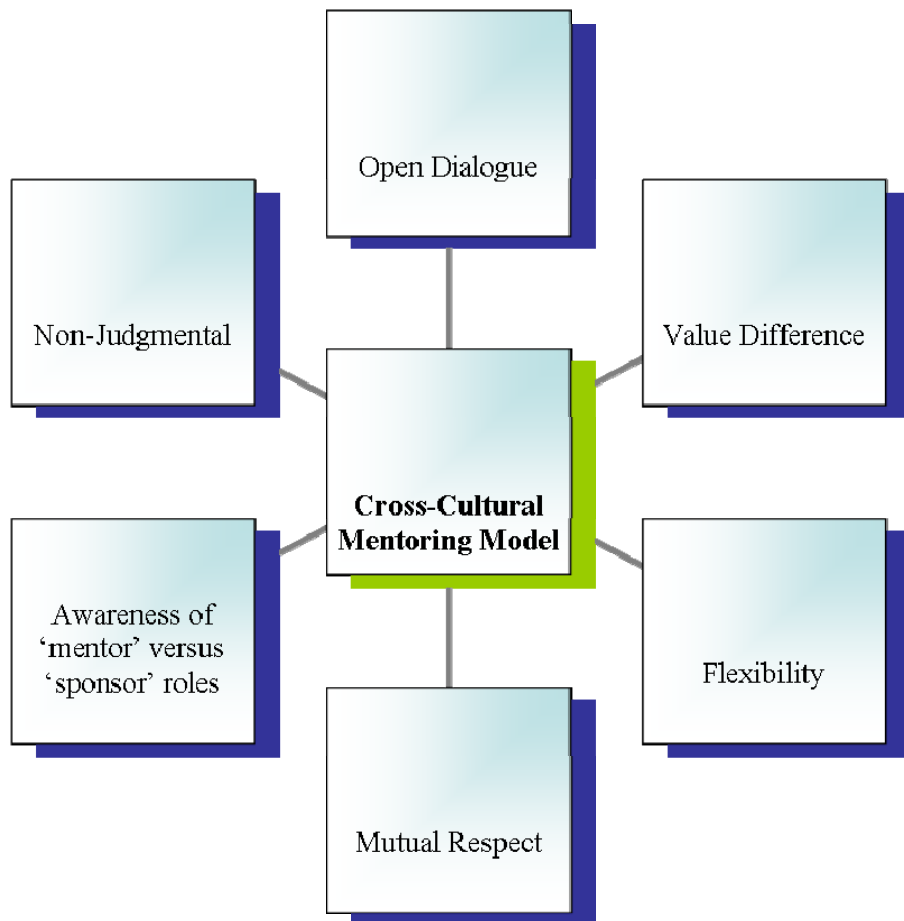 Open Dialogue
Non-Judgmental
Value Difference
Cross-Cultural
Mentoring Model
Awareness of
‘mentor’ versus
‘sponsor’ roles
Flexibility
Mutual Respect